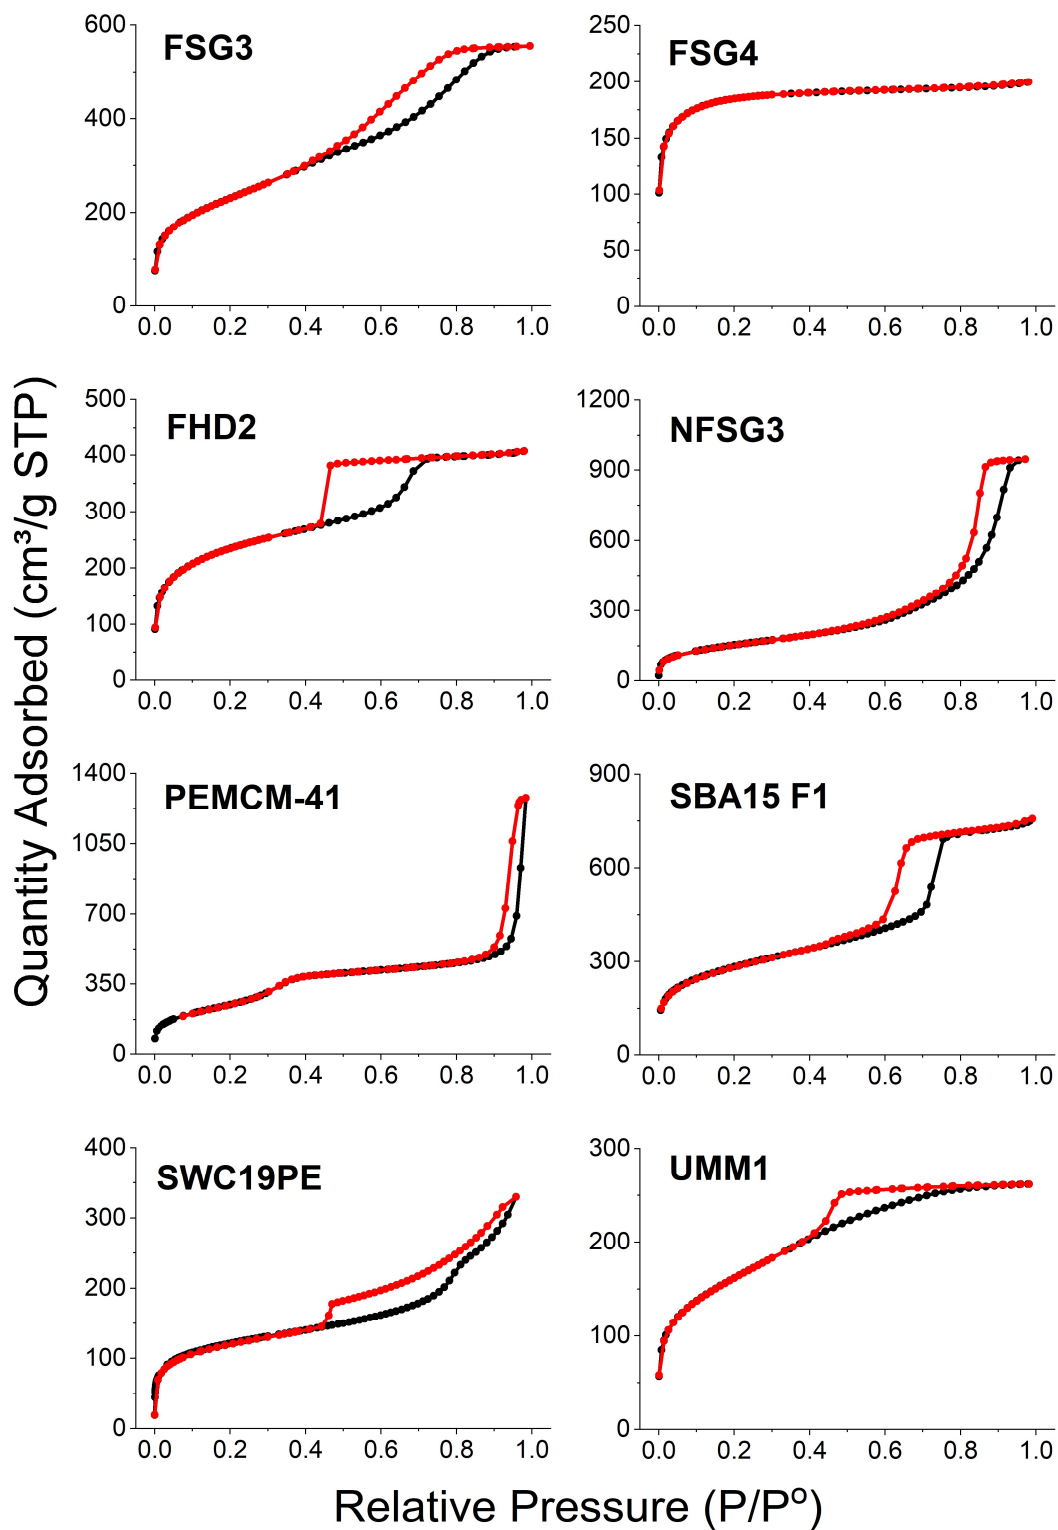 Quantity Adsorbed (cm³/g STP)
FSG3
600
400
200
0
0.0 0.2 0.4 0.6 0.8 1.0
FSG4
250
200
150
100
50
0
0.0 0.2 0.4 0.6 0.8 1.0
FHD2
500
400
300
200
100
0
0.0 0.2 0.4 0.6 0.8 1.0
NFSG3
1200
900
600
300
0
0.0 0.2 0.4 0.6 0.8 1.0
PEMCM-41
1400
1050
700
350
0
0.0 0.2 0.4 0.6 0.8 1.0
SBA15 F1
900
600
300
0
0.0 0.2 0.4 0.6 0.8 1.0
SWC19PE
400
300
200
100
0
0.0 0.2 0.4 0.6 0.8 1.0
UMM1
300
200
100
0
0.0 0.2 0.4 0.6 0.8 1.0
Relative Pressure (P/Pº)